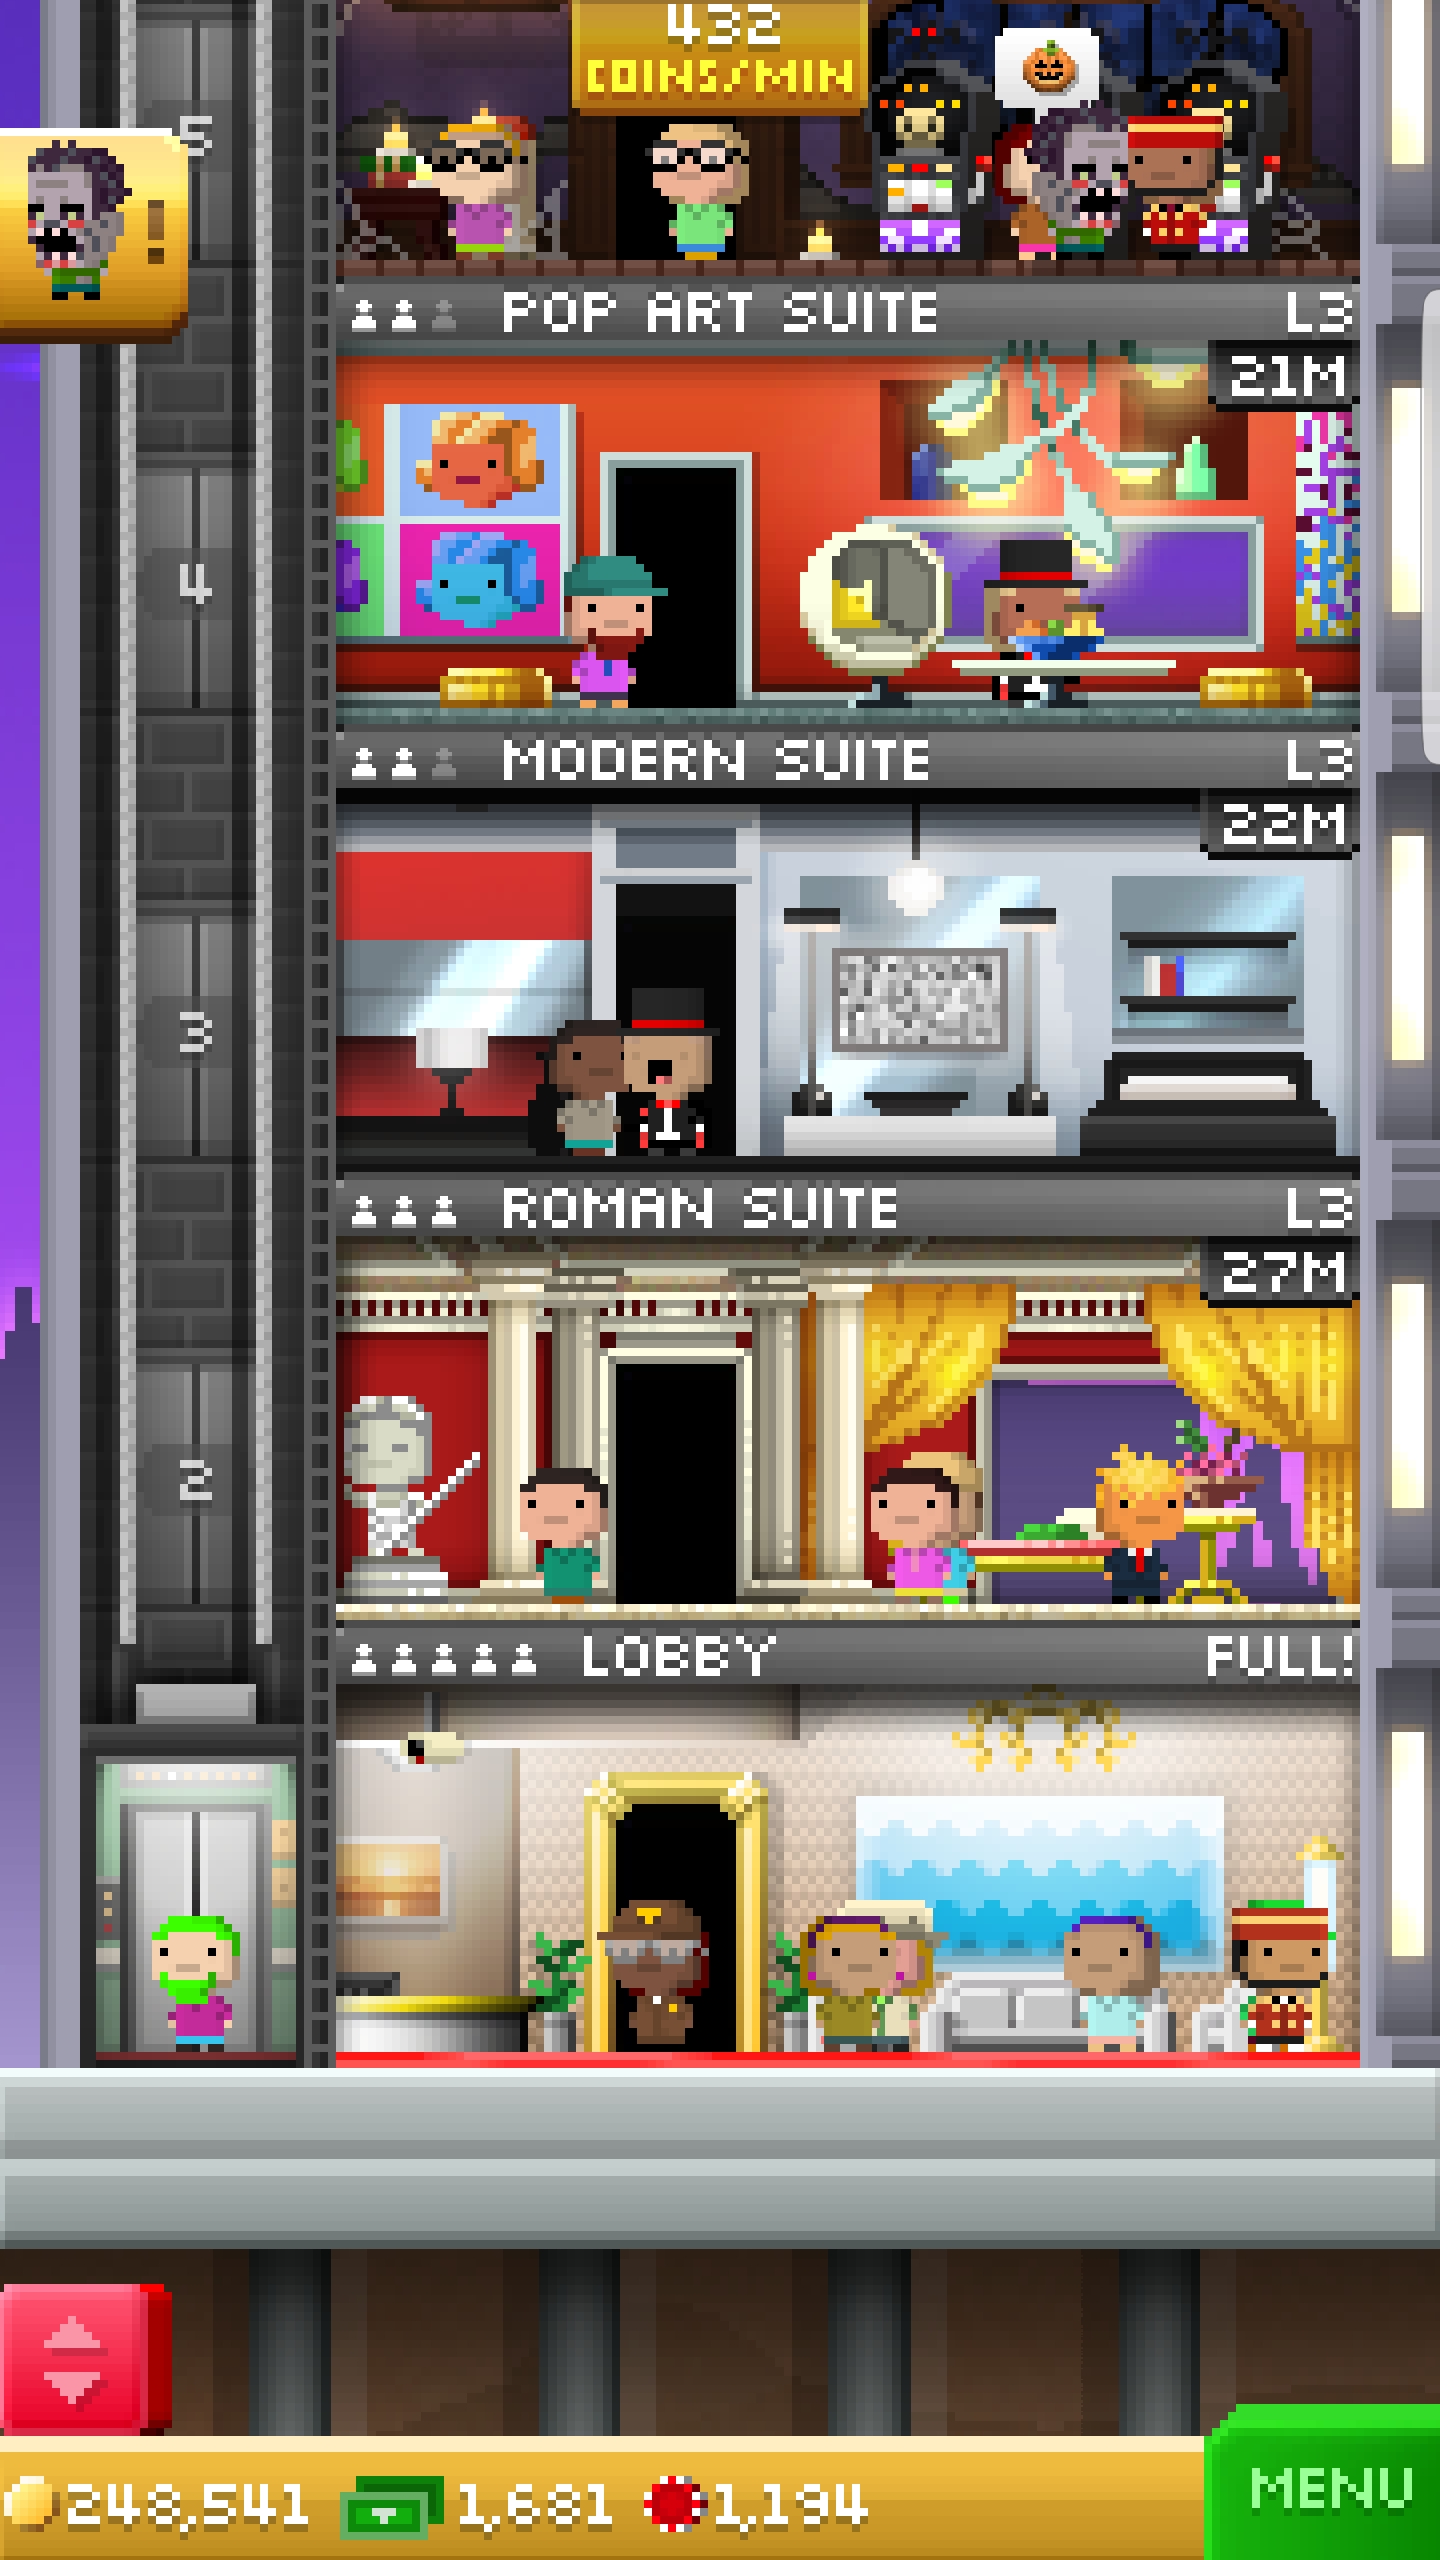 432
COINS/MIN
5
!
POP ART SUITE L3
21M
4
MODERN SUITE L3
22M
3
ROMAN SUITE L3
27M
2
LOBBY FULL!
248,541 1,681 1,194
MENU